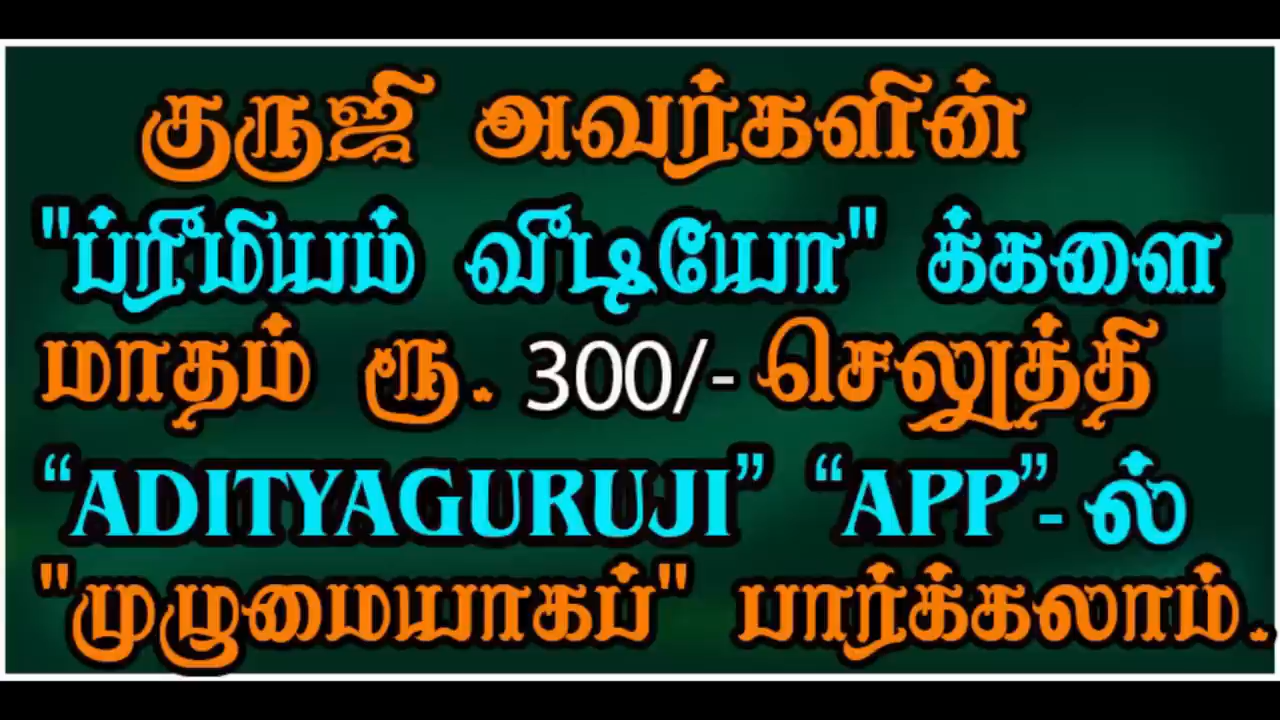 குருஜி அவர்களின்
"ப்ரீமியம் வீடியோ" க்களை
மாதம் ரூ. 300/- செலுத்தி
“ADITYAGURUJI” “APP”- ல்
"முழுமையாகப்" பார்க்கலாம்.